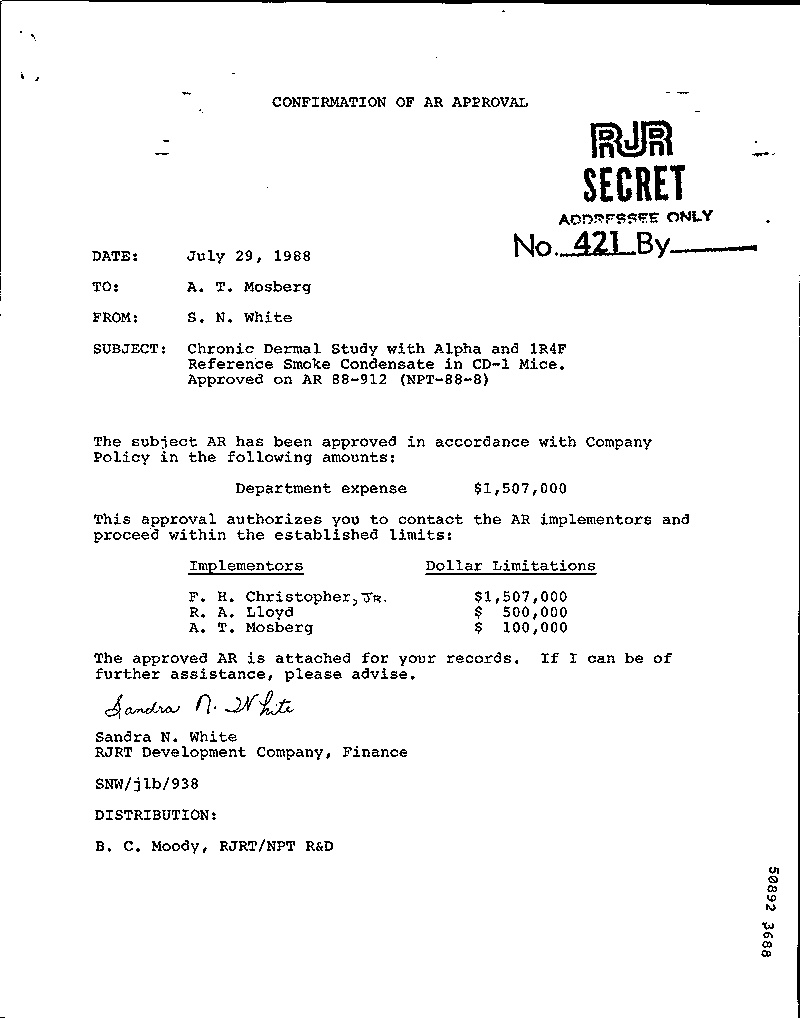 CONFIRMATION OF AR APPROVAL
RJR
SECRET
ADDRESSEE ONLY
No. 421 By
DATE: July 29, 1988
TO: A. T. Mosberg
FROM: S. N. White
SUBJECT: Chronic Dermal Study with Alpha and 1R4F
Reference Smoke Condensate in CD-1 Mice.
Approved on AR 88-912 (NPT-88-8)
The subject AR has been approved in accordance with Company
Policy in the following amounts:
Department expense $1,507,000
This approval authorizes you to contact the AR implementors and
proceed within the established limits:
Implementors Dollar Limitations
F. H. Christopher, JR. $1,507,000
R. A. Lloyd $ 500,000
A. T. Mosberg $ 100,000
The approved AR is attached for your records. If I can be of
further assistance, please advise.
Sandra N. White
Sandra N. White
RJRT Development Company, Finance
SNW/jlb/938
DISTRIBUTION:
B. C. Moody, RJRT/NPT R&D
50892 3688